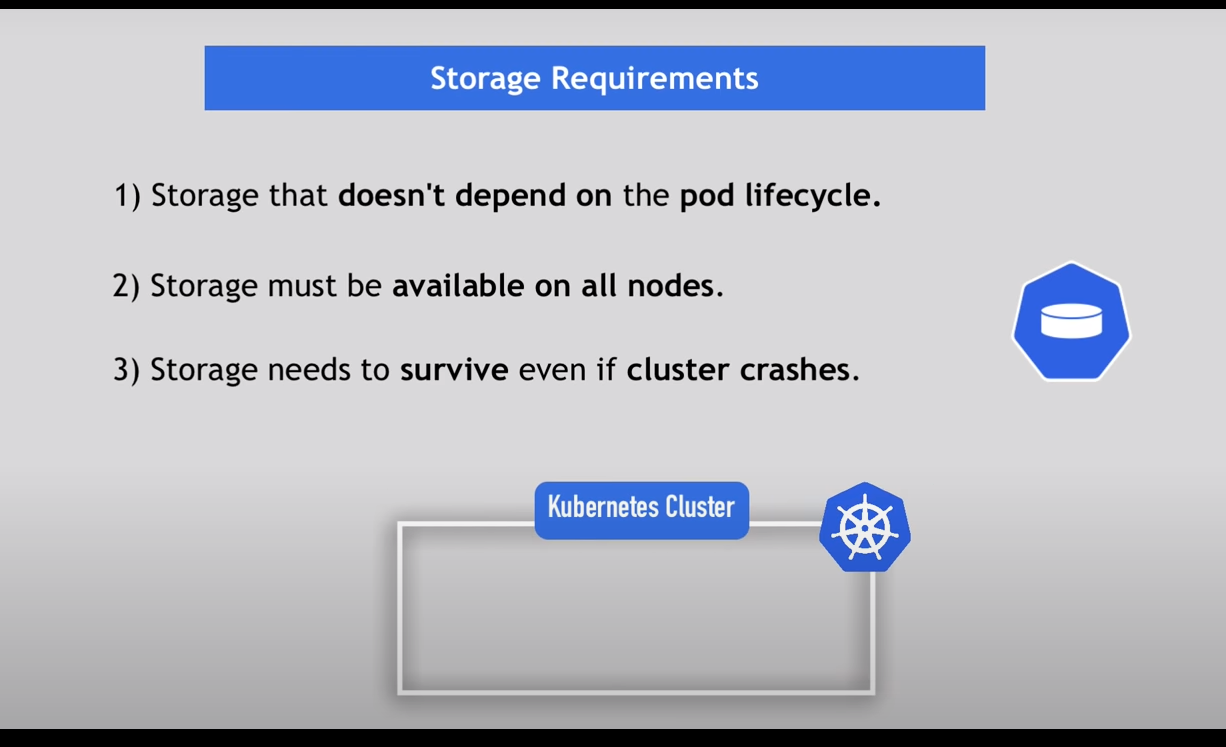 Storage Requirements
1) Storage that doesn't depend on the pod lifecycle.
2) Storage must be available on all nodes.
3) Storage needs to survive even if cluster crashes.
Kubernetes Cluster